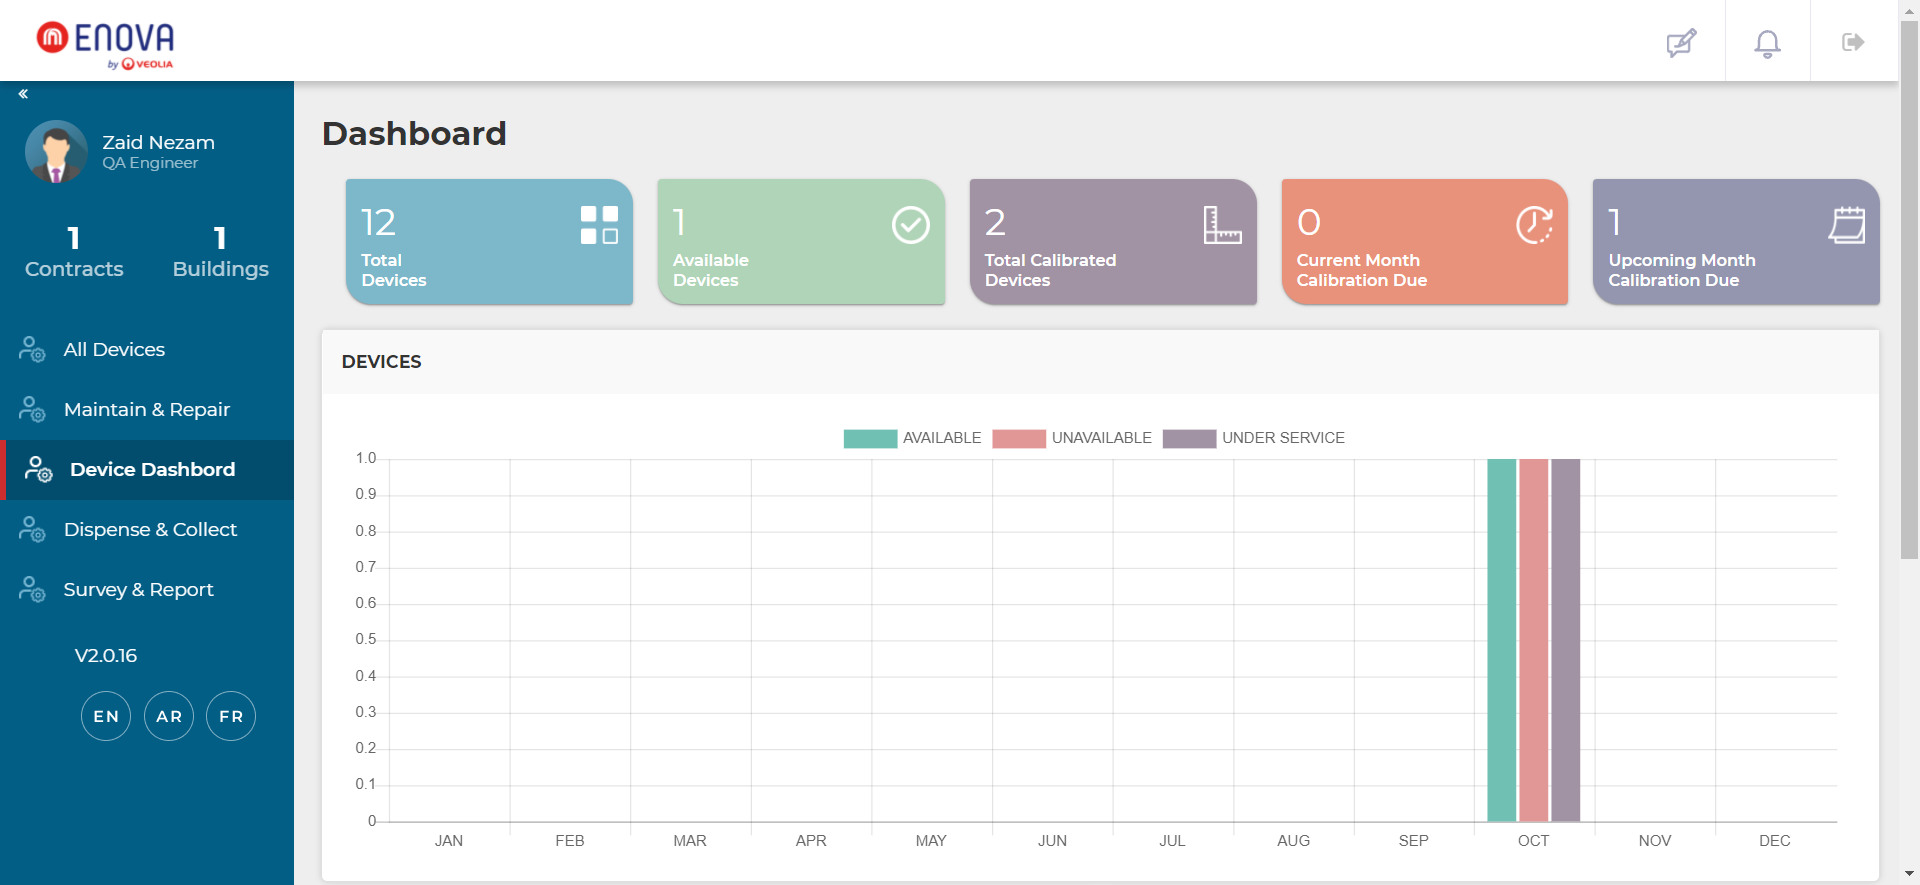 ENOVA
by VEOLIA
«
Zaid Nezam
QA Engineer
1
Contracts
1
Buildings
All Devices
Maintain & Repair
Device Dashbord
Dispense & Collect
Survey & Report
V2.0.16
EN AR FR
Dashboard
12
Total
Devices
1
Available
Devices
2
Total Calibrated
Devices
0
Current Month
Calibration Due
1
Upcoming Month
Calibration Due
DEVICES
AVAILABLE UNAVAILABLE UNDER SERVICE
1.0
0.9
0.8
0.7
0.6
0.5
0.4
0.3
0.2
0.1
0
JAN FEB MAR APR MAY JUN JUL AUG SEP OCT NOV DEC